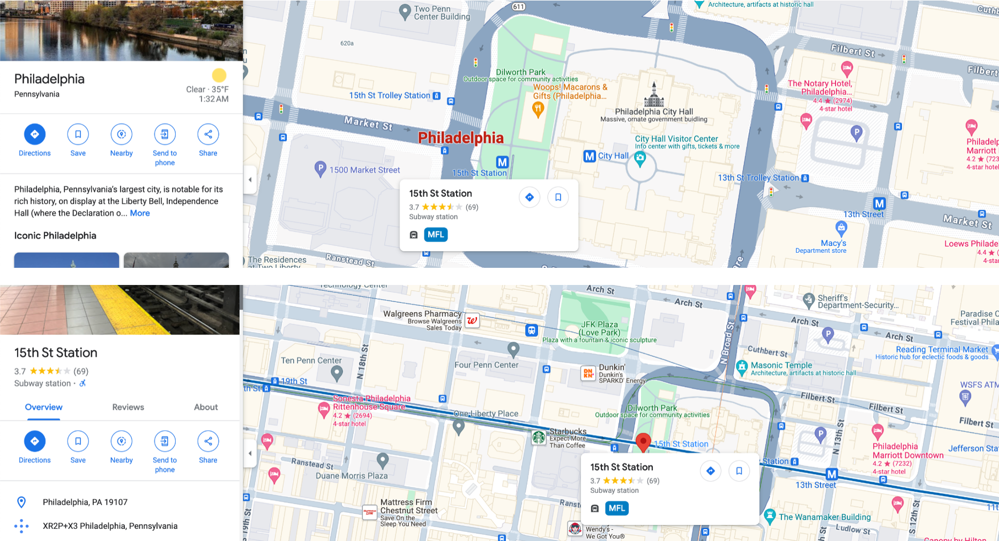 Philadelphia
Pennsylvania
Clear · 35°F
1:32 AM
Directions
Save
Nearby
Send to
phone
Share
Philadelphia, Pennsylvania's largest city, is notable for its
rich history, on display at the Liberty Bell, Independence
Hall (where the Declaration o... More
Iconic Philadelphia
611
Two Penn
Center Building
620a
Architecture, artifacts at historic hall
Dilworth Park
Outdoor space for community activities
Woops! Macarons &
Gifts (Philadelphia...
15th St Trolley Station
Market St
Philadelphia
Philadelphia City Hall
Massive, ornate government buidling
City Hall Visitor Center
Info center with gifts, tickets & more
M City Hall
M
15th St Station
P 1500 Market Street
15th St Station
3.7 (69)
Subway station
MFL
Ranstead St
The Residences
at Two Liberty
Filbert St
Filbert
The Notary Hotel,
Philadelphia...
4.4 ★ (2974)
4-star hotel
P
Philadelp
Marriott
4.2 ★ (723
4-star hotel
13th St Trolley Station
M
13th Street
Market St
Macy's
Department store
Loews Philade
4.4 ★ (
4-star
15th St Station
3.7 (69)
Subway station ·
Overview
Reviews
About
Directions
Save
Nearby
Send to
phone
Share
Philadelphia, PA 19107
XR2P+X3 Philadelphia, Pennsylvania
Technology Center
Arch St
Arch St
Arch St
Arch St
Walgreens Pharmacy
Browse Walgreens
Sales Today
JFK Plaza
(Love Park)
Plaza with a fountain & iconic sculpture
Sheriff's
Department-Security...
Paradise
Festival Phila
Ten Penn Center
N 18th St
Four Penn Center
Dunkin'
Dunkin's
SPARKD' Energy
DN
KN'
N Broad St
Cuthbert St
Masonic Temple
Architecture, artifacts at historic hall
P
Reading Terminal Market
Historic hub for eclectic foods & goods
WSFS ATM
19th St
th St
Sonesta Philadelphia
Rittenhouse Square
4.2 ★ (2694)
4-star hotel
One Liberty Place
Dilworth Park
Outdoor space for community activities
Filbert St
Filbert St
Filbert St
Starbucks
Expect More
Than Coffee
15th St Station
P
N 13th St
Philadelphia
Marriott Downtown
4.2 ★ (7232)
4-star hotel
Jefferson Sta
Ranstead St
Duane Morris Plaza
15th St Station
3.7 (69)
Subway station
MFL
Station
M
13th Street
Mattress Firm
Chestnut Street
Save On the
Sleep You Need
Ranst
Wendy's -
We Got You®
The Wanamaker Building
Ludlow St
S 12th St
11t
19th St
h St
Canopy by Hilton